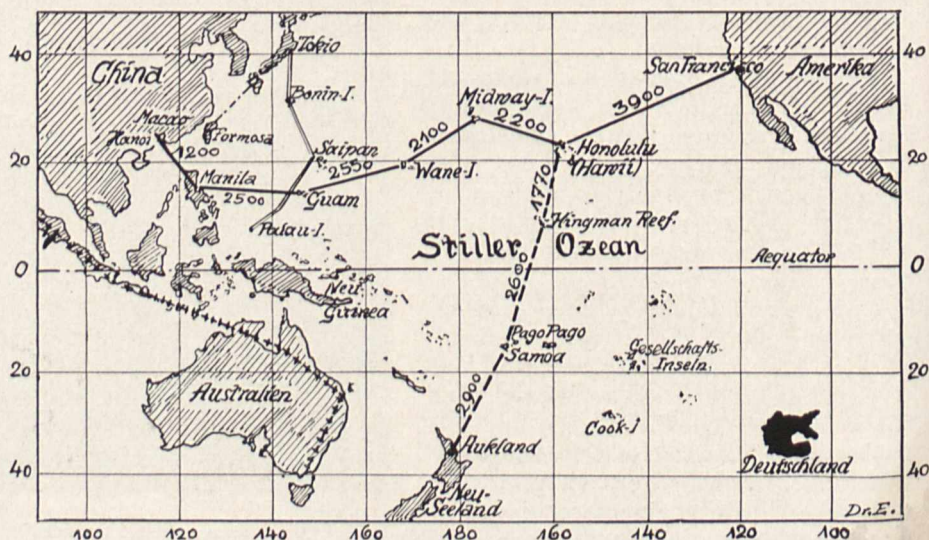 40
Tokio
San Francisco
Amerika
40
China
Bonin-I.
Midway-I.
3900
Macao
2100
2200
Hanoi
Formosa
1200
Saipan
Honolulu
20
2550
Wane-I.
(Hawii)
20
Manila
1770
2500
Guam
Kingman Reef.
Palau-I.
Stiller Ozean
Aequator
0
2600
0
Neu-
Guinea
Pago Pago
Samoa
Gesellschafts-
Inseln.
20
20
Australien
2900
Cook-I
Aukland
40
Deutschland
40
Neu-
Seeland
Dr.E.
100 120 140 160 180 160 140 120 100